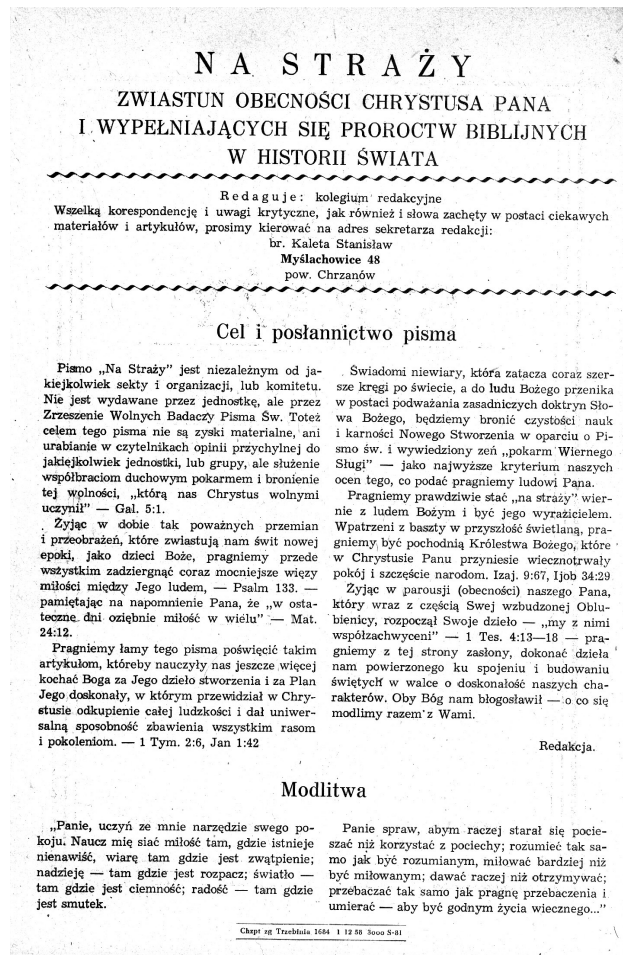 NA STRAŻY
ZWIASTUN OBECNOŚCI CHRYSTUSA PANA
I WYPEŁNIAJĄCYCH SIĘ PROROCTW BIBLIJNYCH
W HISTORII ŚWIATA
Redaguje: kolegium redakcyjne
Wszelką korespondencję i uwagi krytyczne, jak również i słowa zachęty w postaci ciekawych
materiałów i artykułów, prosimy kierować na adres sekretarza redakcji:
br. Kaleta Stanisław
Myślachowice 48
pow. Chrzanów
Cel i posłannictwo pisma
Pismo „Na Straży” jest niezależnym od ja-
kiejkolwiek sekty i organizacji, lub komitetu.
Nie jest wydawane przez jednostkę, ale przez
Zrzeszenie Wolnych Badaczy Pisma Św. Toteż
celem tego pisma nie są zyski materialne, ani
urabianie w czytelnikach opinii przychylnej do
jakiejkolwiek jednostki, lub grupy, ale służenie
współbraciom duchowym pokarmem i bronienie
tej wolności, „którą nas Chrystus wolnymi
uczynił” — Gal. 5:1.
Żyjąc w dobie tak poważnych przemian
i przeobrażeń, które zwiastują nam świt nowej
epoki, jako dzieci Boże, pragniemy przede
wszystkim zadziergnąć coraz mocniejsze więzy
miłości między Jego ludem, — Psalm 133. —
pamiętając na napomnienie Pana, że „w osta-
teczne dni oziębnie miłość w wielu” — Mat.
24:12.
Pragniemy łamy tego pisma poświęcić takim
artykułom, któreby nauczyły nas jeszcze więcej
kochać Boga za Jego dzieło stworzenia i za Plan
Jego doskonały, w którym przewidział w Chry-
stusie odkupienie całej ludzkości i dał uniwer-
salną sposobność zbawienia wszystkim rasom
i pokoleniom. — 1 Tym. 2:6, Jan 1:42
Świadomi niewiary, która zatacza coraz szer-
sze kręgi po świecie, a do ludu Bożego przenika
w postaci podważania zasadniczych doktryn Sło-
wa Bożego, będziemy bronić czystości nauk
i karności Nowego Stworzenia w oparciu o Pi-
smo św. i wywiedziony zeń „pokarm Wiernego
Sługi” — jako najwyższe kryterium naszych
ocen tego, co podać pragniemy ludowi Pana.
Pragniemy prawdziwie stać „na straży” wier-
nie z ludem Bożym i być jego wyrazicielem.
Wpatrzeni z baszty w przyszłość świetlaną, pra-
gniemy być pochodnią Królestwa Bożego, które
w Chrystusie Panu przyniesie wiecznotrwały
pokój i szczęście narodom. Izaj. 9:67, Ijob 34:29
Żyjąc w parousji (obecności) naszego Pana,
który wraz z częścią Swej wzbudzonej Oblu-
bienicy, rozpoczął Swoje dzieło — „my z nimi
współzachwyceni” — 1 Tes. 4:13—18 — pra-
gniemy z tej strony zasłony, dokonać dzieła
nam powierzonego ku spojeniu i budowaniu
świętych w walce o doskonałość naszych cha-
rakterów. Oby Bóg nam błogosławił — o co się
modlimy razem z Wami.
Redakcja.
Modlitwa
„Panie, uczyń ze mnie narzędzie swego po-
koju. Naucz mię siać miłość tam, gdzie istnieje
nienawiść, wiarę tam gdzie jest zwątpienie;
nadzieję — tam gdzie jest rozpacz; światło —
tam gdzie jest ciemność; radość — tam gdzie
jest smutek.
Panie spraw, abym raczej starał się pocie-
szać niż korzystać z pociechy; rozumieć tak sa-
mo jak być rozumianym, miłować bardziej niż
być miłowanym; dawać raczej niż otrzymywać;
przebaczać tak samo jak pragnę przebaczenia i
umierać — aby być godnym życia wiecznego...”
Chzpt zg Trzebinia 1684 1 12 58 3000 S-81